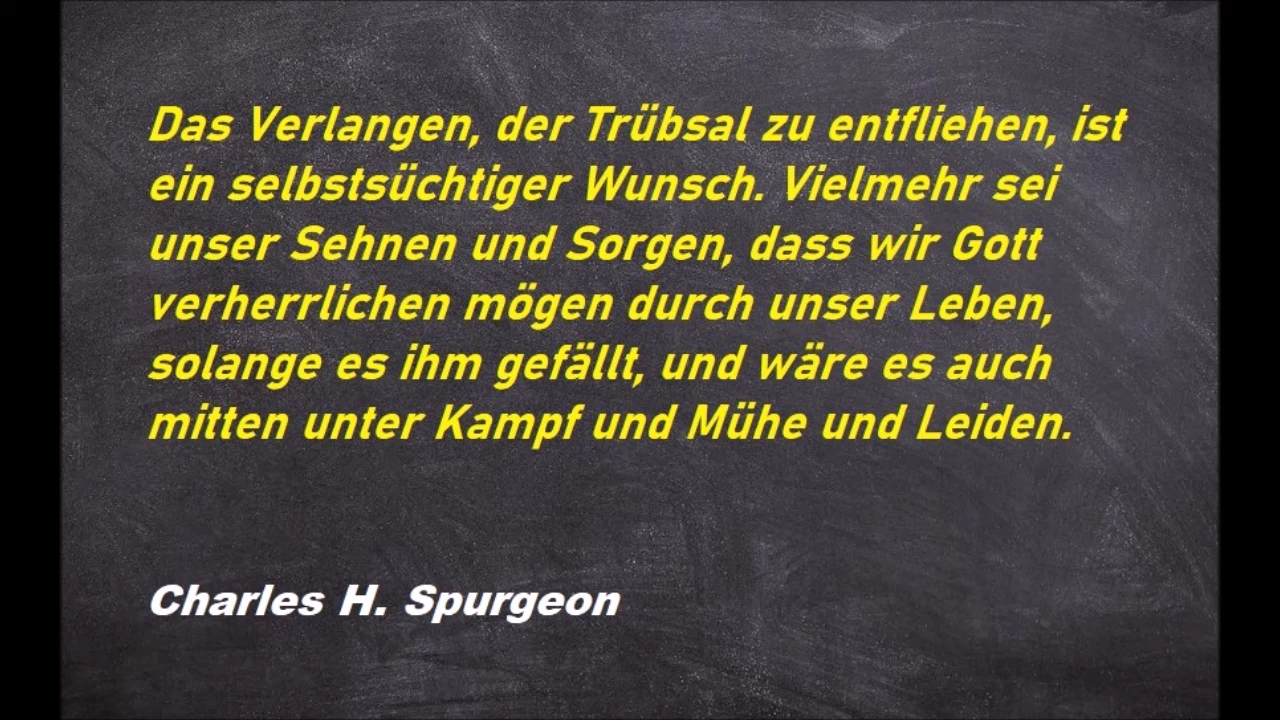 Das Verlangen, der Trübsal zu entfliehen, ist
ein selbstsüchtiger Wunsch. Vielmehr sei
unser Sehnen und Sorgen, dass wir Gott
verherrlichen mögen durch unser Leben,
solange es ihm gefällt, und wäre es auch
mitten unter Kampf und Mühe und Leiden.
Charles H. Spurgeon